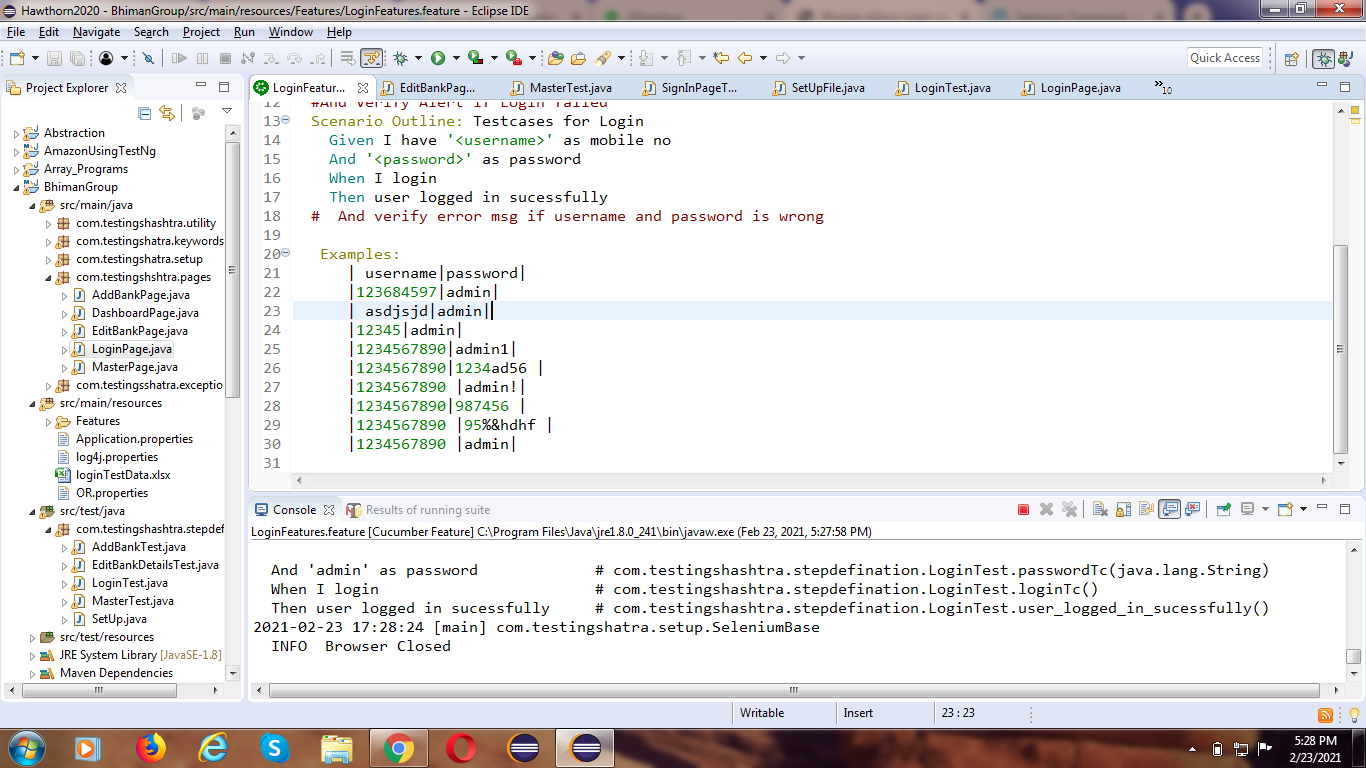 Hawthorn2020 - BhimanGroup/src/main/resources/Features/LoginFeatures.feature - Eclipse IDE
File Edit Navigate Search Project Run Window Help
Quick Access
Project Explorer
LoginFeatur... EditBankPag... MasterTest.java SignInPageT... SetUpFile.java LoginTest.java LoginPage.java »10
Abstraction
AmazonUsingTestNg
Array_Programs
BhimanGroup
src/main/java
com.testingshashtra.utility
com.testingshatra.keywords
com.testingshatra.setup
com.testingshshtra.pages
AddBankPage.java
DashboardPage.java
EditBankPage.java
LoginPage.java
MasterPage.java
com.testingsshatra.exceptio
src/main/resources
Features
Application.properties
log4j.properties
loginTestData.xlsx
OR.properties
src/test/java
com.testingshashtra.stepdef
AddBankTest.java
EditBankDetailsTest.java
LoginTest.java
MasterTest.java
SetUp.java
src/test/resources
JRE System Library [JavaSE-1.8]
Maven Dependencies
12 #And Verify Alert if Login failed
13 Scenario Outline: Testcases for Login
14 Given I have '<username>' as mobile no
15 And '<password>' as password
16 When I login
17 Then user logged in sucessfully
18 # And verify error msg if username and password is wrong
19
20 Examples:
21 | username|password|
22 |123684597|admin|
23 | asdjsjd|admin|
24 |12345|admin|
25 |1234567890|admin1|
26 |1234567890|1234ad56 |
27 |1234567890 |admin!|
28 |1234567890|987456 |
29 |1234567890 |95%&hdhf |
30 |1234567890 |admin|
31
Console Results of running suite
LoginFeatures.feature [Cucumber Feature] C:\Program Files\Java\jre1.8.0_241\bin\javaw.exe (Feb 23, 2021, 5:27:58 PM)
And 'admin' as password # com.testingshashtra.stepdefination.LoginTest.passwordTc(java.lang.String)
When I login # com.testingshashtra.stepdefination.LoginTest.loginTc()
Then user logged in sucessfully # com.testingshashtra.stepdefination.LoginTest.user_logged_in_sucessfully()
2021-02-23 17:28:24 [main] com.testingshatra.setup.SeleniumBase
INFO Browser Closed
Writable Insert 23 : 23
5:28 PM
2/23/2021